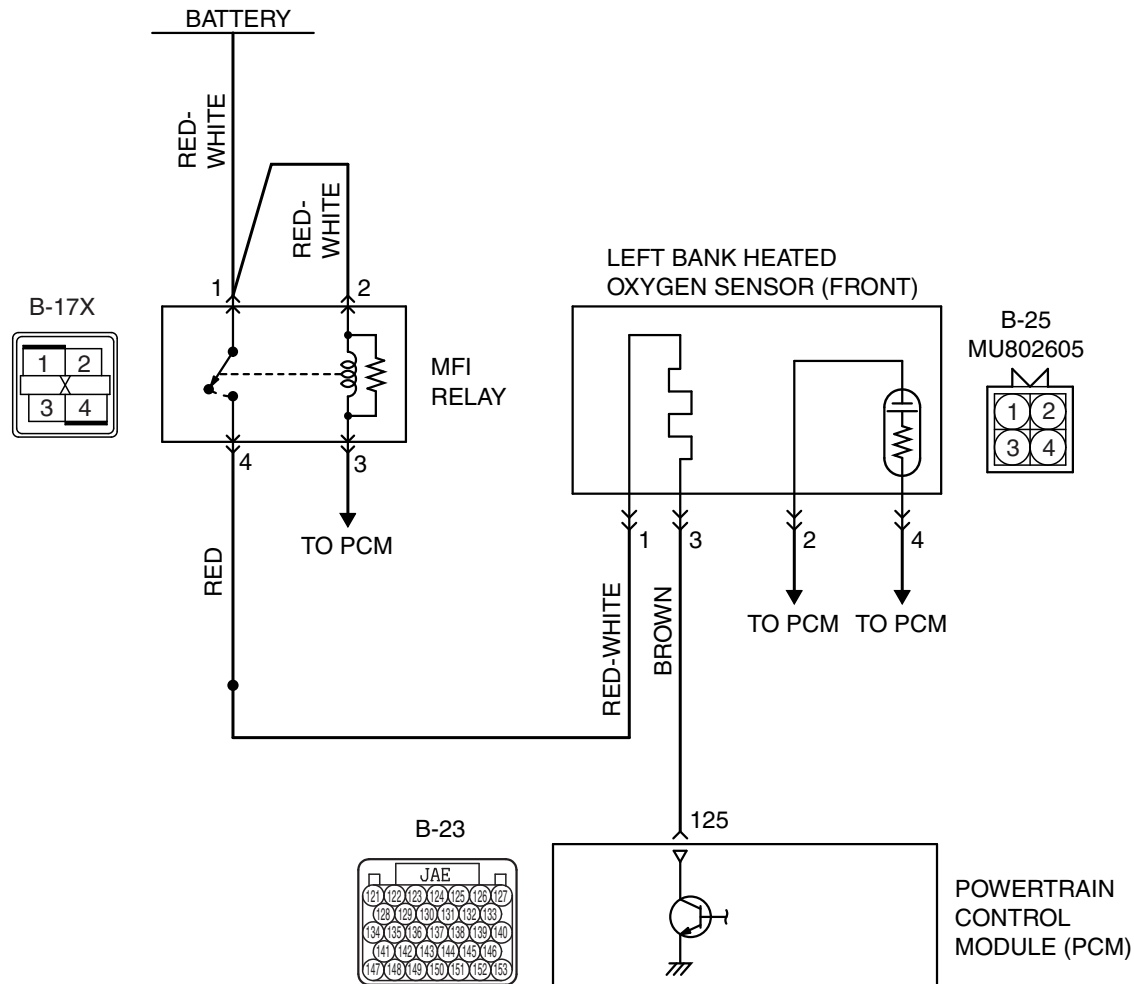 BATTERY
RED-
WHITE
RED-
WHITE
1
2
B-17X
1 2
X
3 4
MFI
RELAY
4
3
TO PCM
RED
LEFT BANK HEATED
OXYGEN SENSOR (FRONT)
B-25
MU802605
1 2
3 4
1
3
2
4
RED-WHITE
BROWN
TO PCM
TO PCM
125
B-23
JAE
121 122 123 124 125 126 127
128 129 130 131 132 133
134 135 136 137 138 139 140
141 142 143 144 145 146
147 148 149 150 151 152 153
POWERTRAIN
CONTROL
MODULE (PCM)